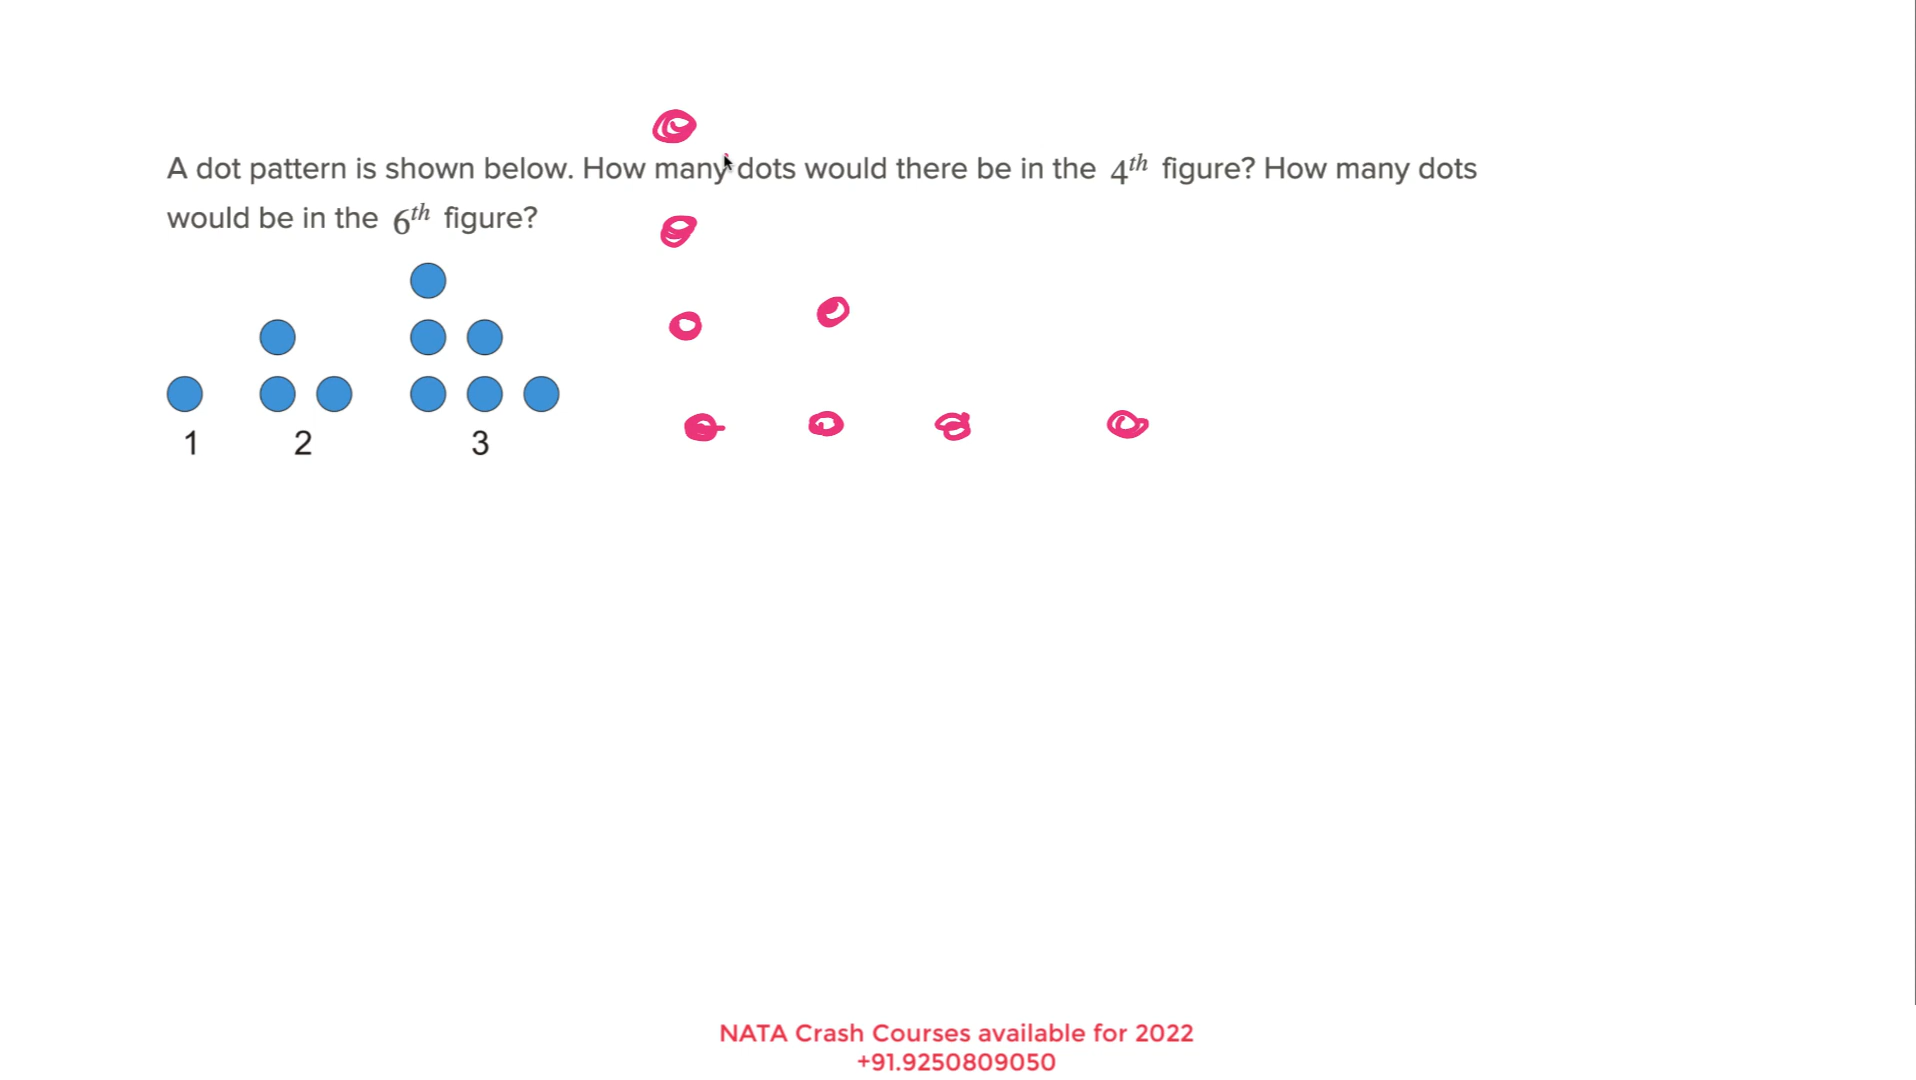 A dot pattern is shown below. How many dots would there be in the 4th figure? How many dots
would be in the 6th figure?
1 2 3
NATA Crash Courses available for 2022
+91.9250809050